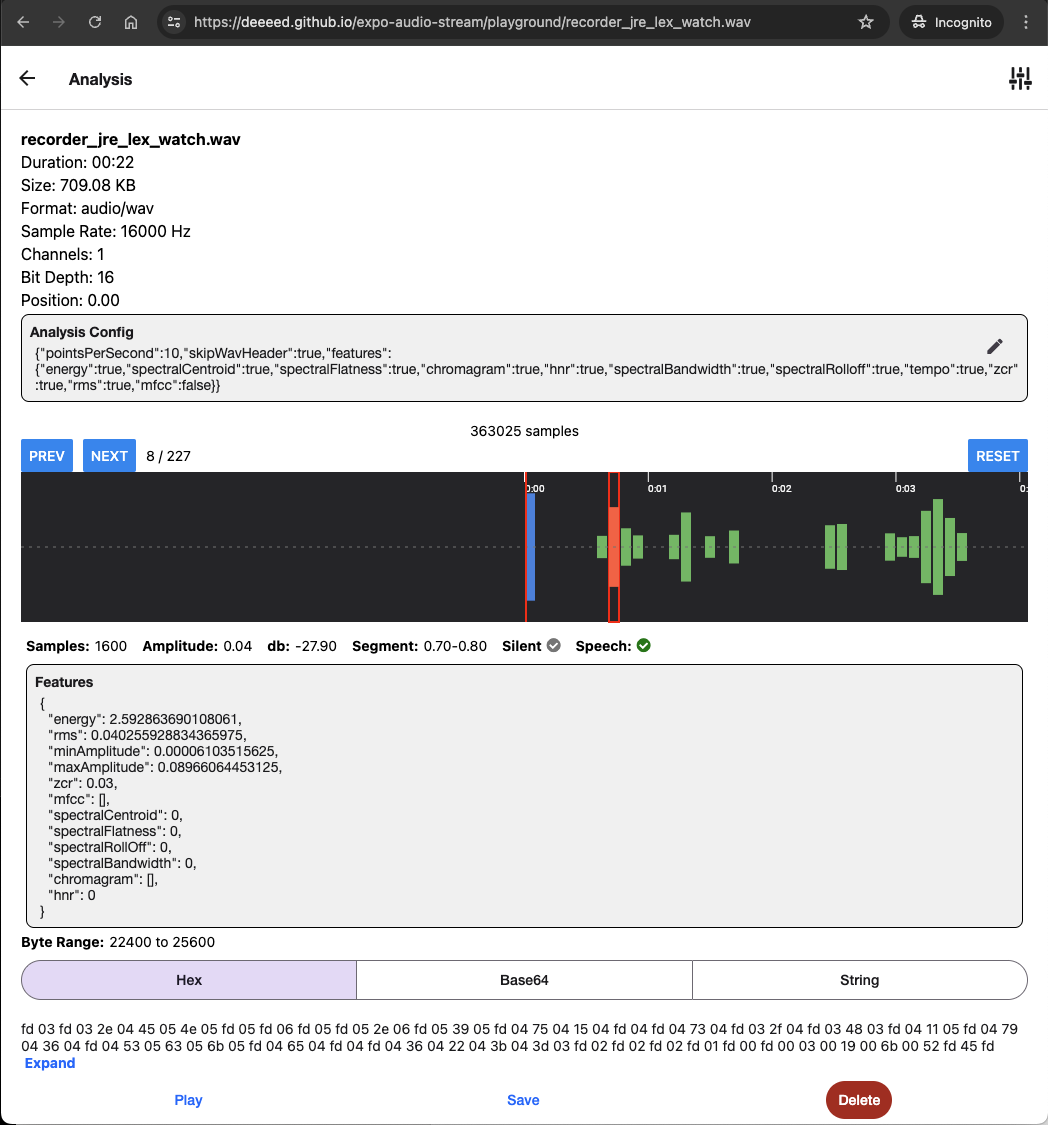 https://deeeed.github.io/expo-audio-stream/playground/recorder_jre_lex_watch.wav
Incognito
Analysis
recorder_jre_lex_watch.wav
Duration: 00:22
Size: 709.08 KB
Format: audio/wav
Sample Rate: 16000 Hz
Channels: 1
Bit Depth: 16
Position: 0.00
Analysis Config
{"pointsPerSecond":10,"skipWavHeader":true,"features":
{"energy":true,"spectralCentroid":true,"spectralFlatness":true,"chromagram":true,"hnr":true,"spectralBandwidth":true,"spectralRolloff":true,"tempo":true,"zcr"
:true,"rms":true,"mfcc":false}}
363025 samples
PREV NEXT 8 / 227 RESET
0:00 0:01 0:02 0:03 0:
Samples: 1600 Amplitude: 0.04 db: -27.90 Segment: 0.70-0.80 Silent Speech:
Features
{
"energy": 2.592863690108061,
"rms": 0.040255928834365975,
"minAmplitude": 0.00006103515625,
"maxAmplitude": 0.08966064453125,
"zcr": 0.03,
"mfcc": [],
"spectralCentroid": 0,
"spectralFlatness": 0,
"spectralRollOff": 0,
"spectralBandwidth": 0,
"chromagram": [],
"hnr": 0
}
Byte Range: 22400 to 25600
Hex Base64 String
fd 03 fd 03 2e 04 45 05 4e 05 fd 05 fd 06 fd 05 fd 05 2e 06 fd 05 39 05 fd 04 75 04 15 04 fd 04 fd 04 73 04 fd 03 2f 04 fd 03 48 03 fd 04 11 05 fd 04 79
04 36 04 fd 04 53 05 63 05 6b 05 fd 04 65 04 fd 04 fd 04 36 04 22 04 3b 04 3d 03 fd 02 fd 02 fd 02 fd 01 fd 00 fd 00 03 00 19 00 6b 00 52 fd 45 fd
Expand
Play Save Delete